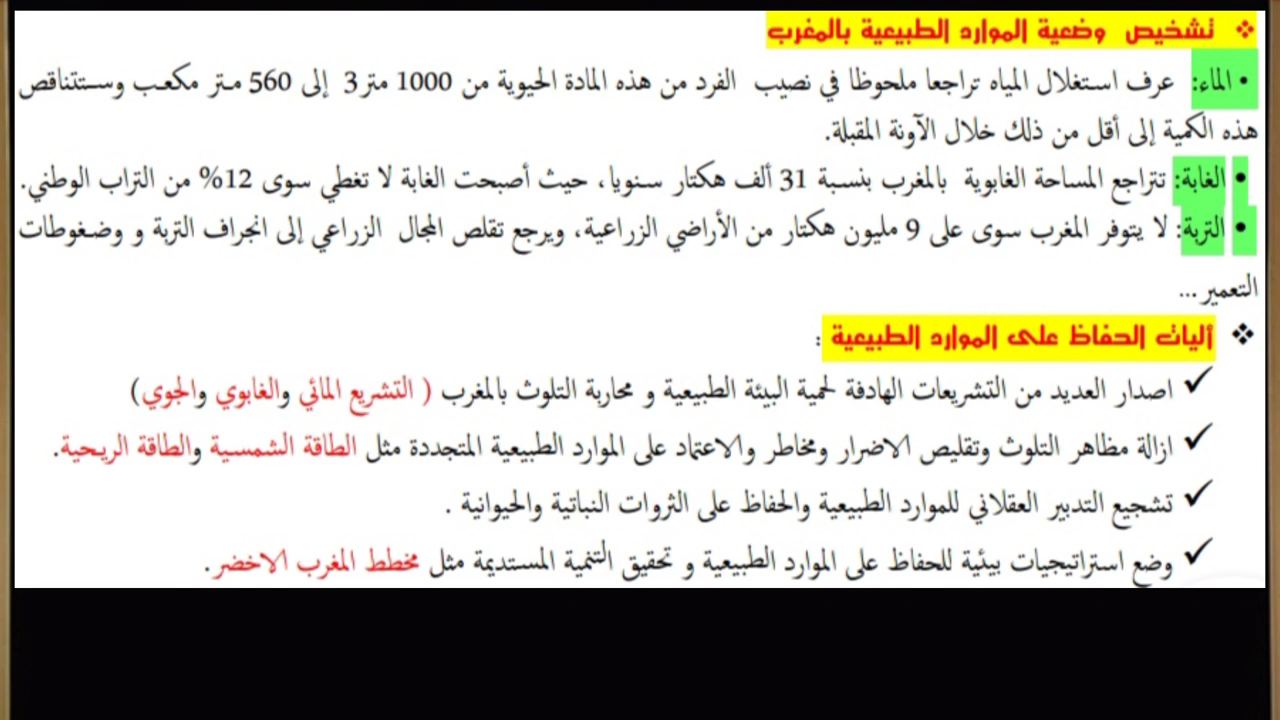 ❖ تشخيص وضعية الموارد الطبيعية بالمغرب
• الماء: عرف استغلال المياه تراجعا ملحوظا في نصيب الفرد من هذه المادة الحيوية من 1000 متر3 إلى 560 متر مكعب وستتناقص
هذه الكمية إلى أقل من ذلك خلال الآونة المقبلة.
• الغابة: تتراجع المساحة الغابوية بالمغرب بنسبة 31 ألف هكتار سنويا، حيث أصبحت الغابة لا تغطي سوى 12% من التراب الوطني.
• التربة: لا يتوفر المغرب سوى على 9 مليون هكتار من الأراضي الزراعية، ويرجع تقلص المجال الزراعي إلى انجراف التربة و وضغوطات
التعمير...
❖ أليات الحفاظ على الموارد الطبيعية :
✓ اصدار العديد من التشريعات الهادفة لحمية البيئة الطبيعية و محاربة التلوث بالمغرب ( التشريع المائي والغابوي والجوي)
✓ ازالة مظاهر التلوث وتقليص الاضرار ومخاطر والاعتماد على الموارد الطبيعية المتجددة مثل الطاقة الشمسية والطاقة الريحية.
✓ تشجيع التدبير العقلاني للموارد الطبيعية والحفاظ على الثروات النباتية والحيوانية .
✓ وضع استراتيجيات بيئية للحفاظ على الموارد الطبيعية و تحقيق التنمية المستديمة مثل مخطط المغرب الاخضر.